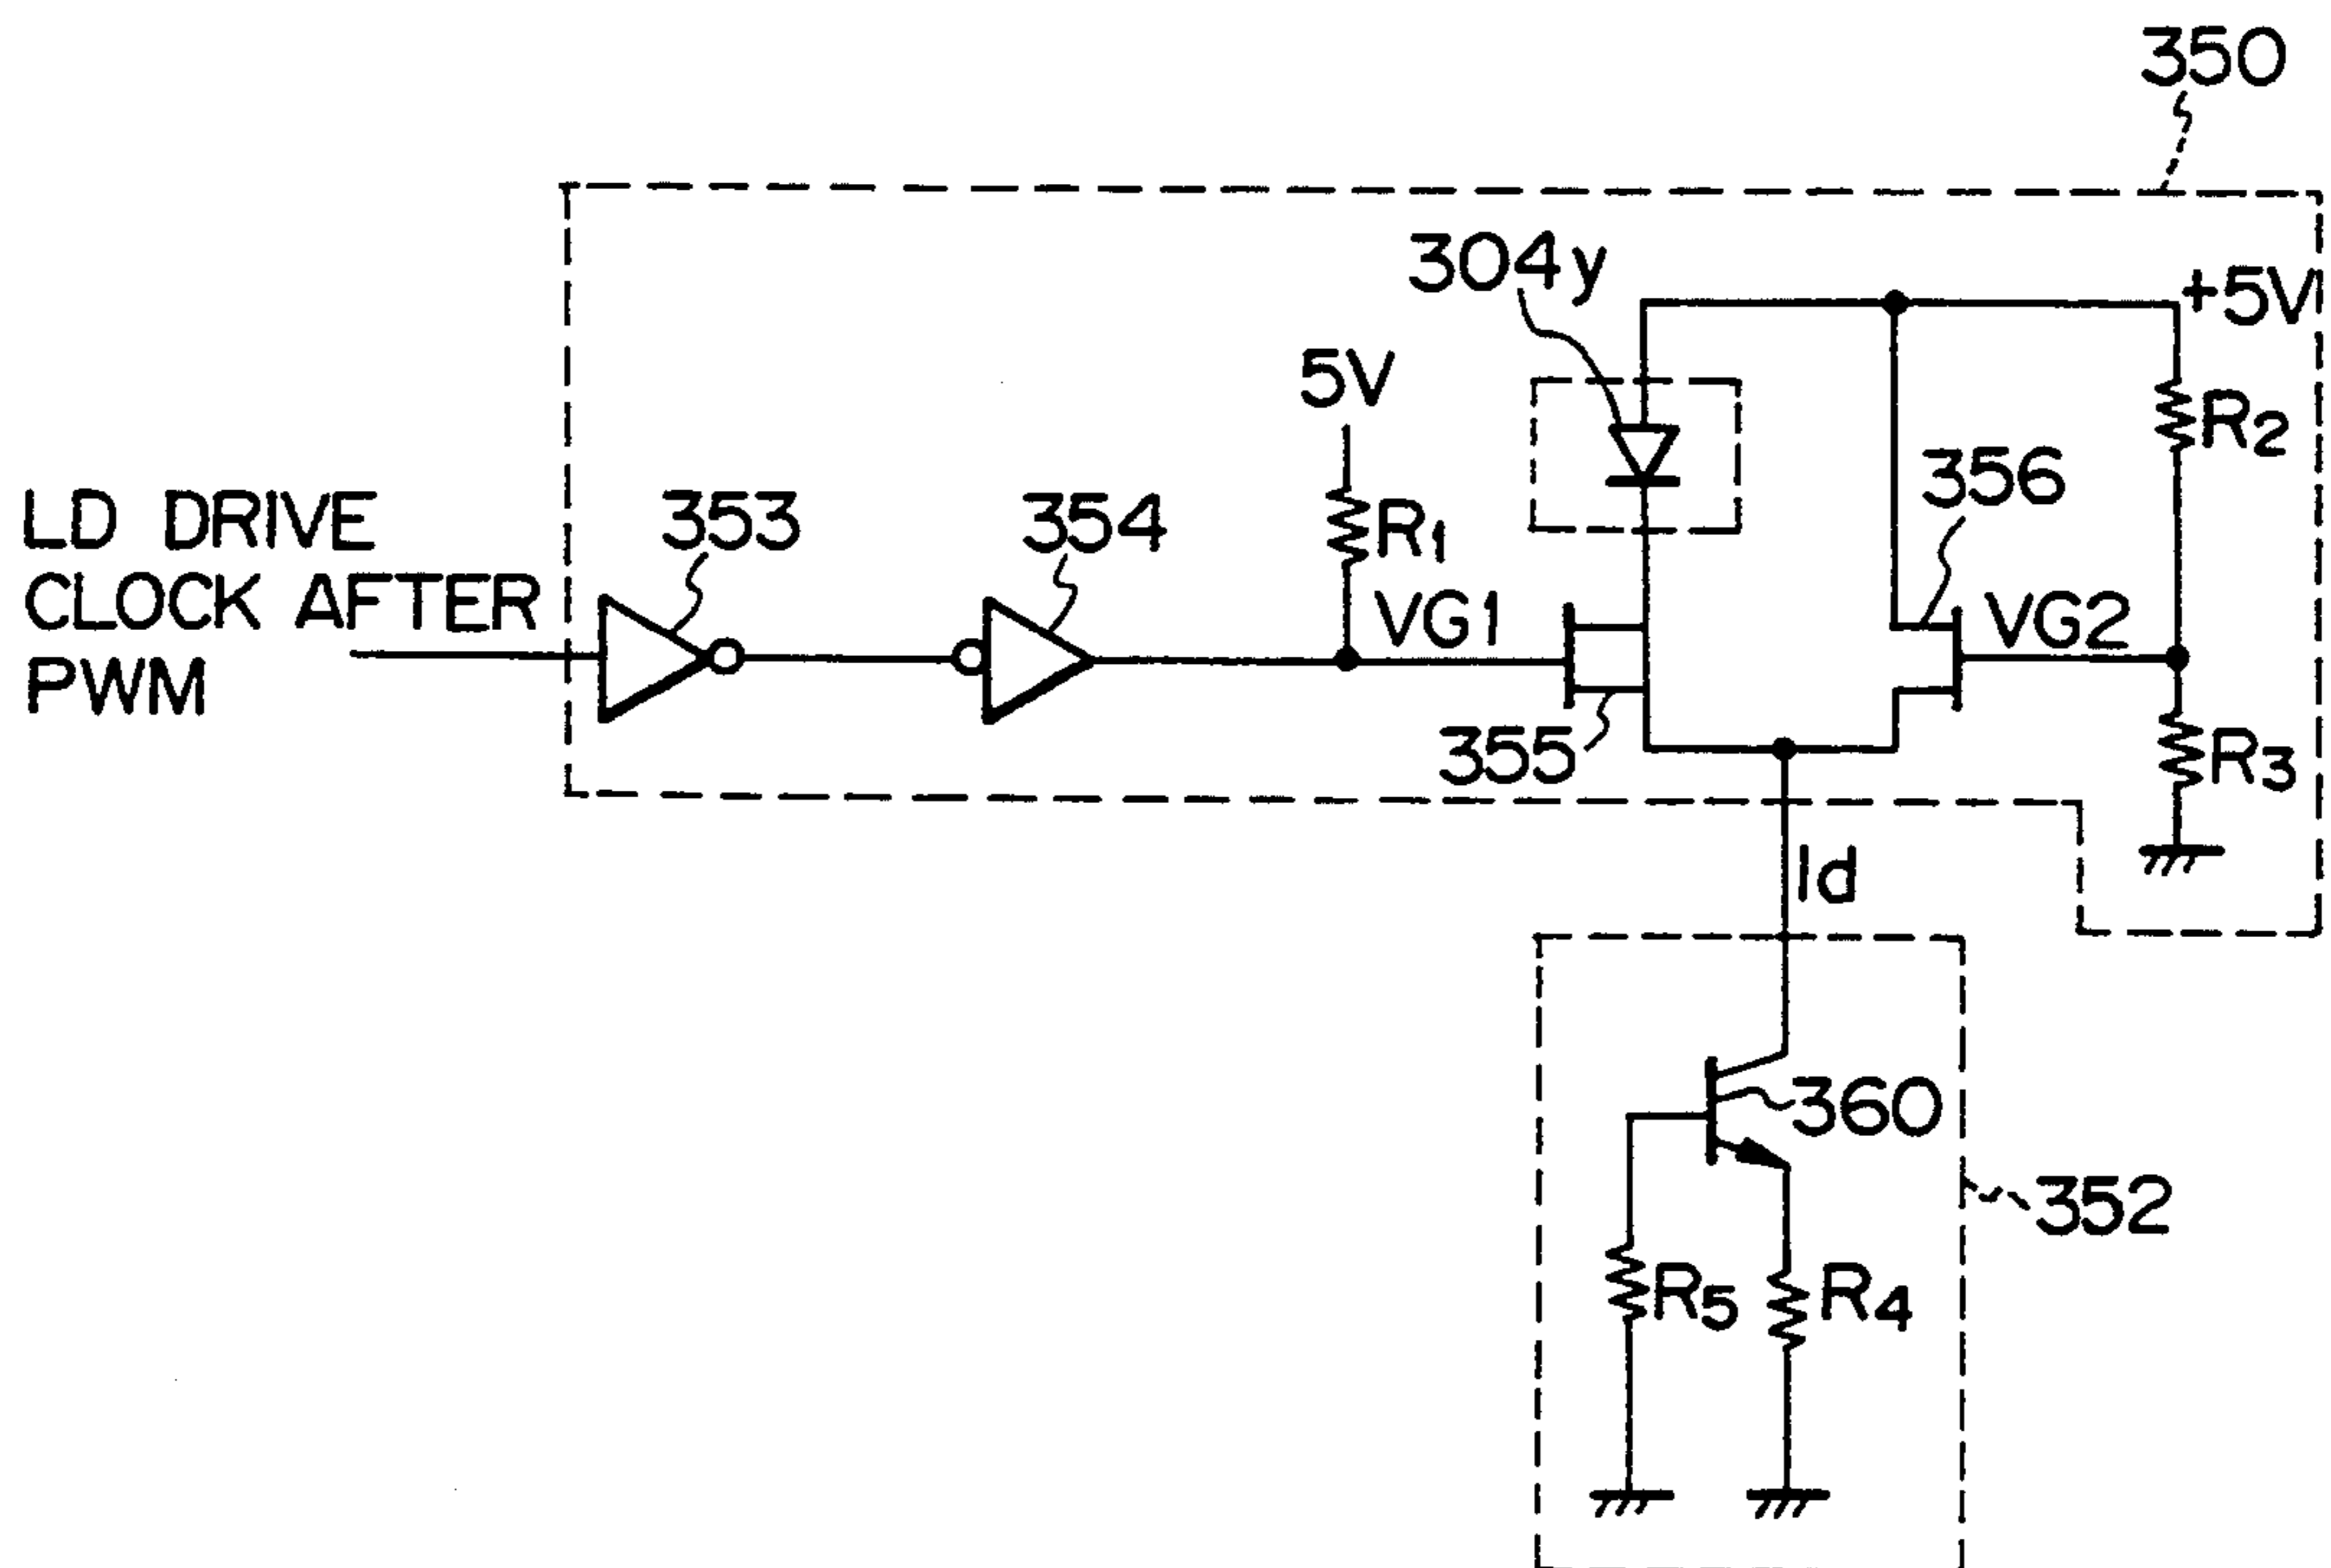 350
304y
+5V
5V
R2
356
LD DRIVE
CLOCK AFTER
PWM
353
354
R1
VG1
VG2
355
R3
Id
360
352
R5
R4